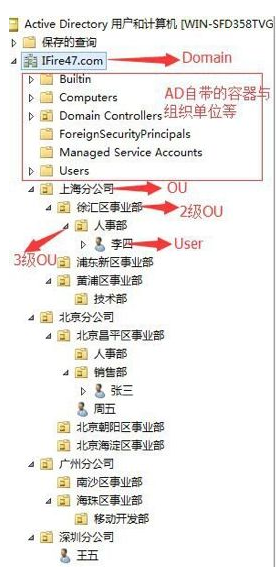 Active Directory 用户和计算机 [WIN-SFD358TVG
保存的查询
IFire47.com Domain
Builtin
Computers
Domain Controllers
ForeignSecurityPrincipals
Managed Service Accounts
Users
AD自带的容器与
组织单位等
上海分公司 OU
徐汇区事业部 2级OU
人事部
李四 User
3级OU
浦东新区事业部
黄浦区事业部
技术部
北京分公司
北京昌平区事业部
人事部
销售部
张三
周五
北京朝阳区事业部
北京海淀区事业部
广州分公司
南沙区事业部
海珠区事业部
移动开发部
深圳分公司
王五